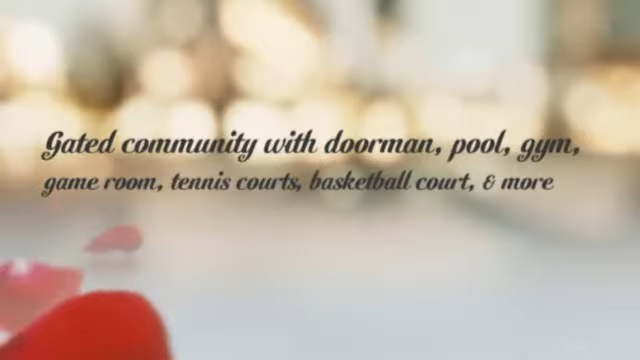 Gated community with doorman, pool, gym,
game room, tennis courts, basketball court, & more